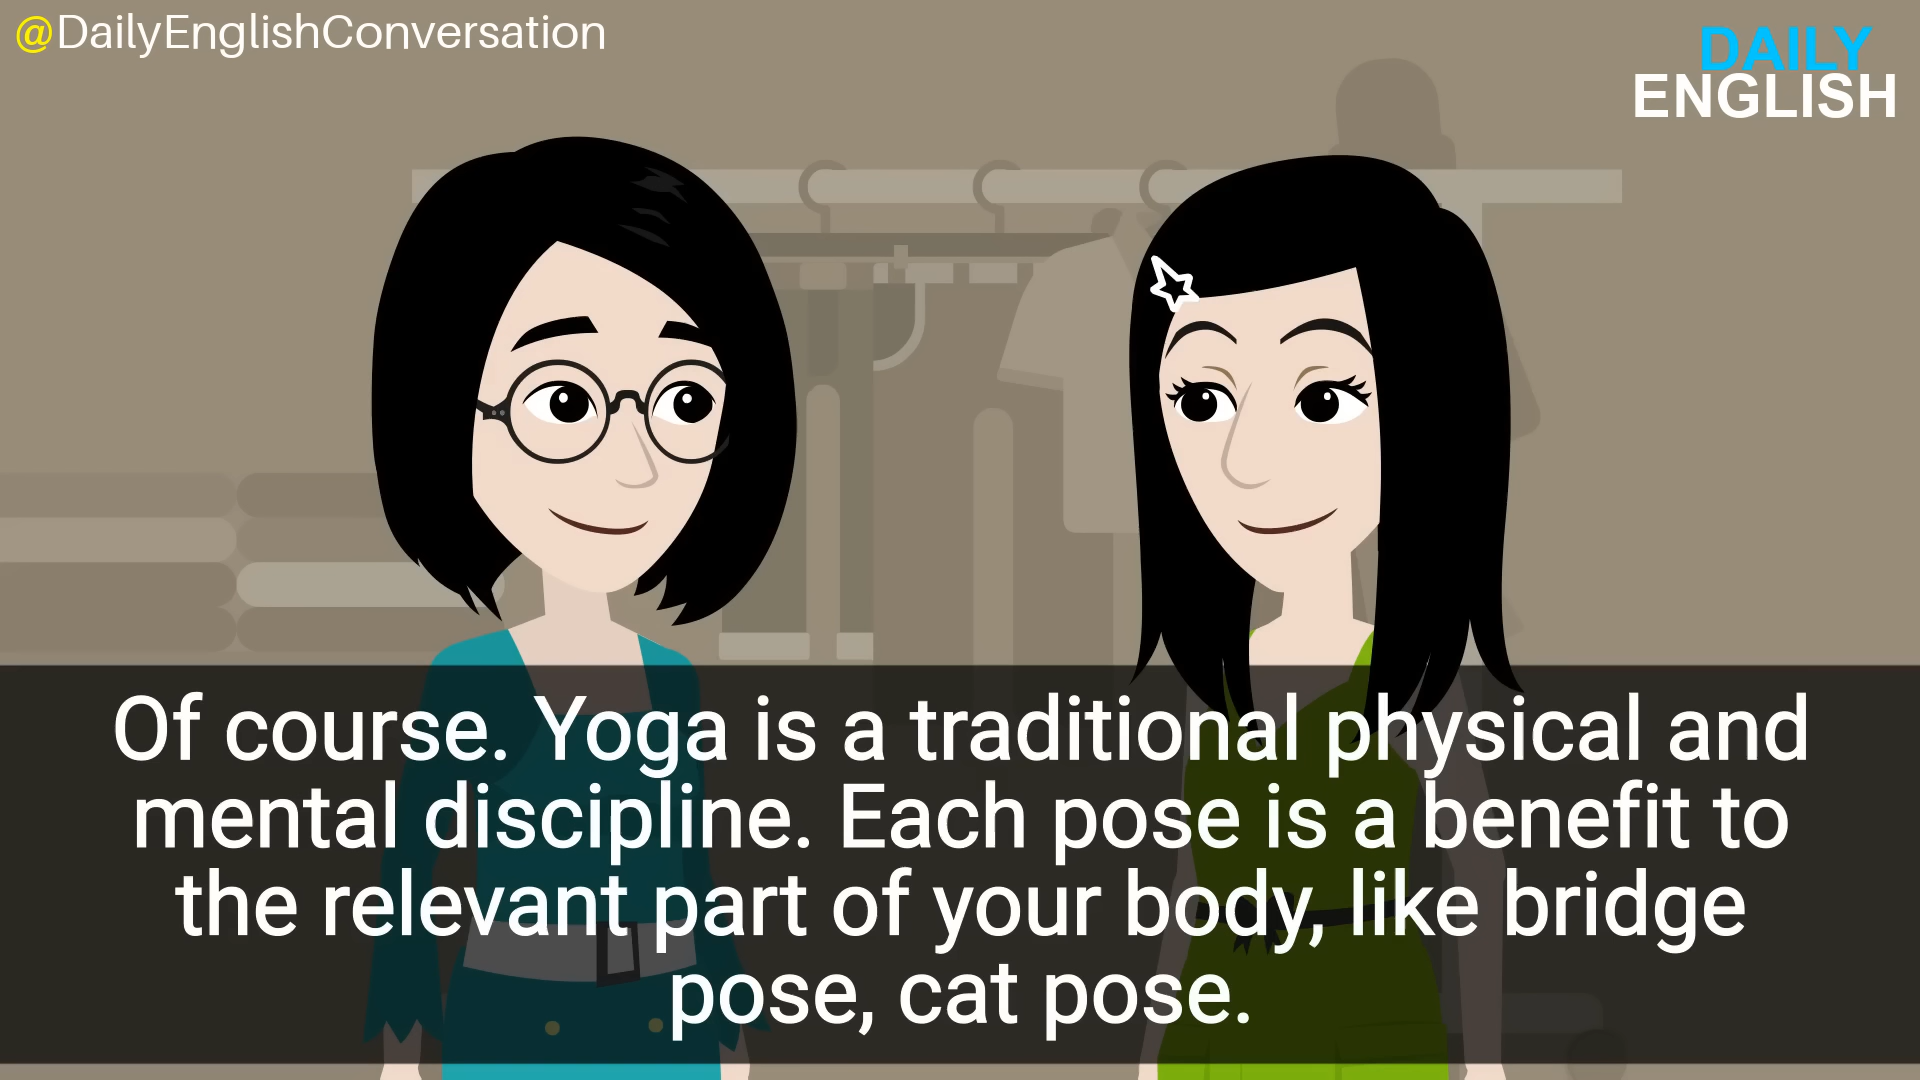 @DailyEnglishConversation
DAILY
ENGLISH
Of course. Yoga is a traditional physical and
mental discipline. Each pose is a benefit to
the relevant part of your body, like bridge
pose, cat pose.